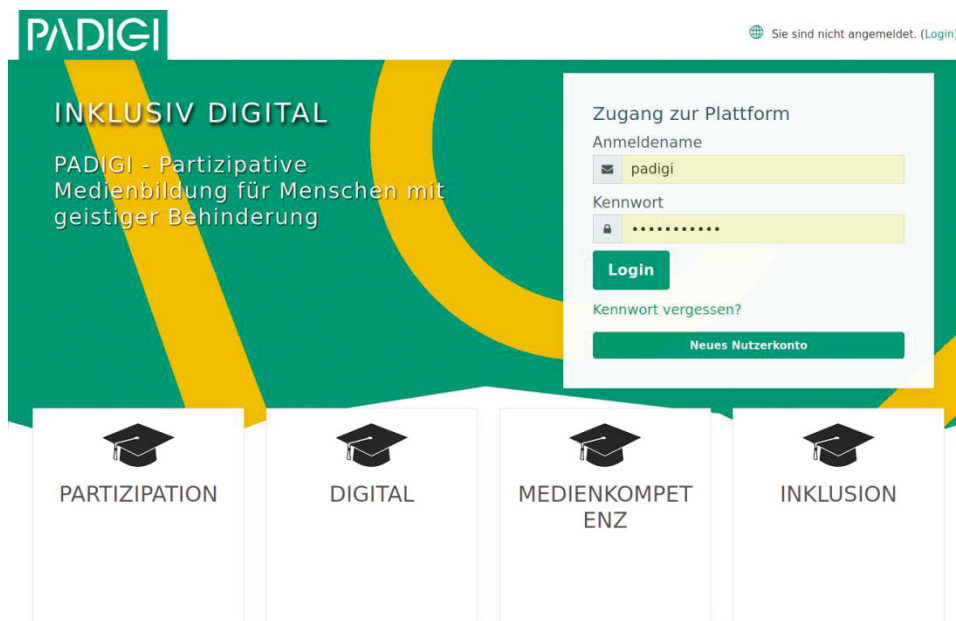 PADIGI
Sie sind nicht angemeldet. (Login)
INKLUSIV DIGITAL
PADIGI - Partizipative
Medienbildung für Menschen mit
geistiger Behinderung
Zugang zur Plattform
Anmeldename
padigi
Kennwort
•••••••••••
Login
Kennwort vergessen?
Neues Nutzerkonto
PARTIZIPATION
DIGITAL
MEDIENKOMPET
ENZ
INKLUSION